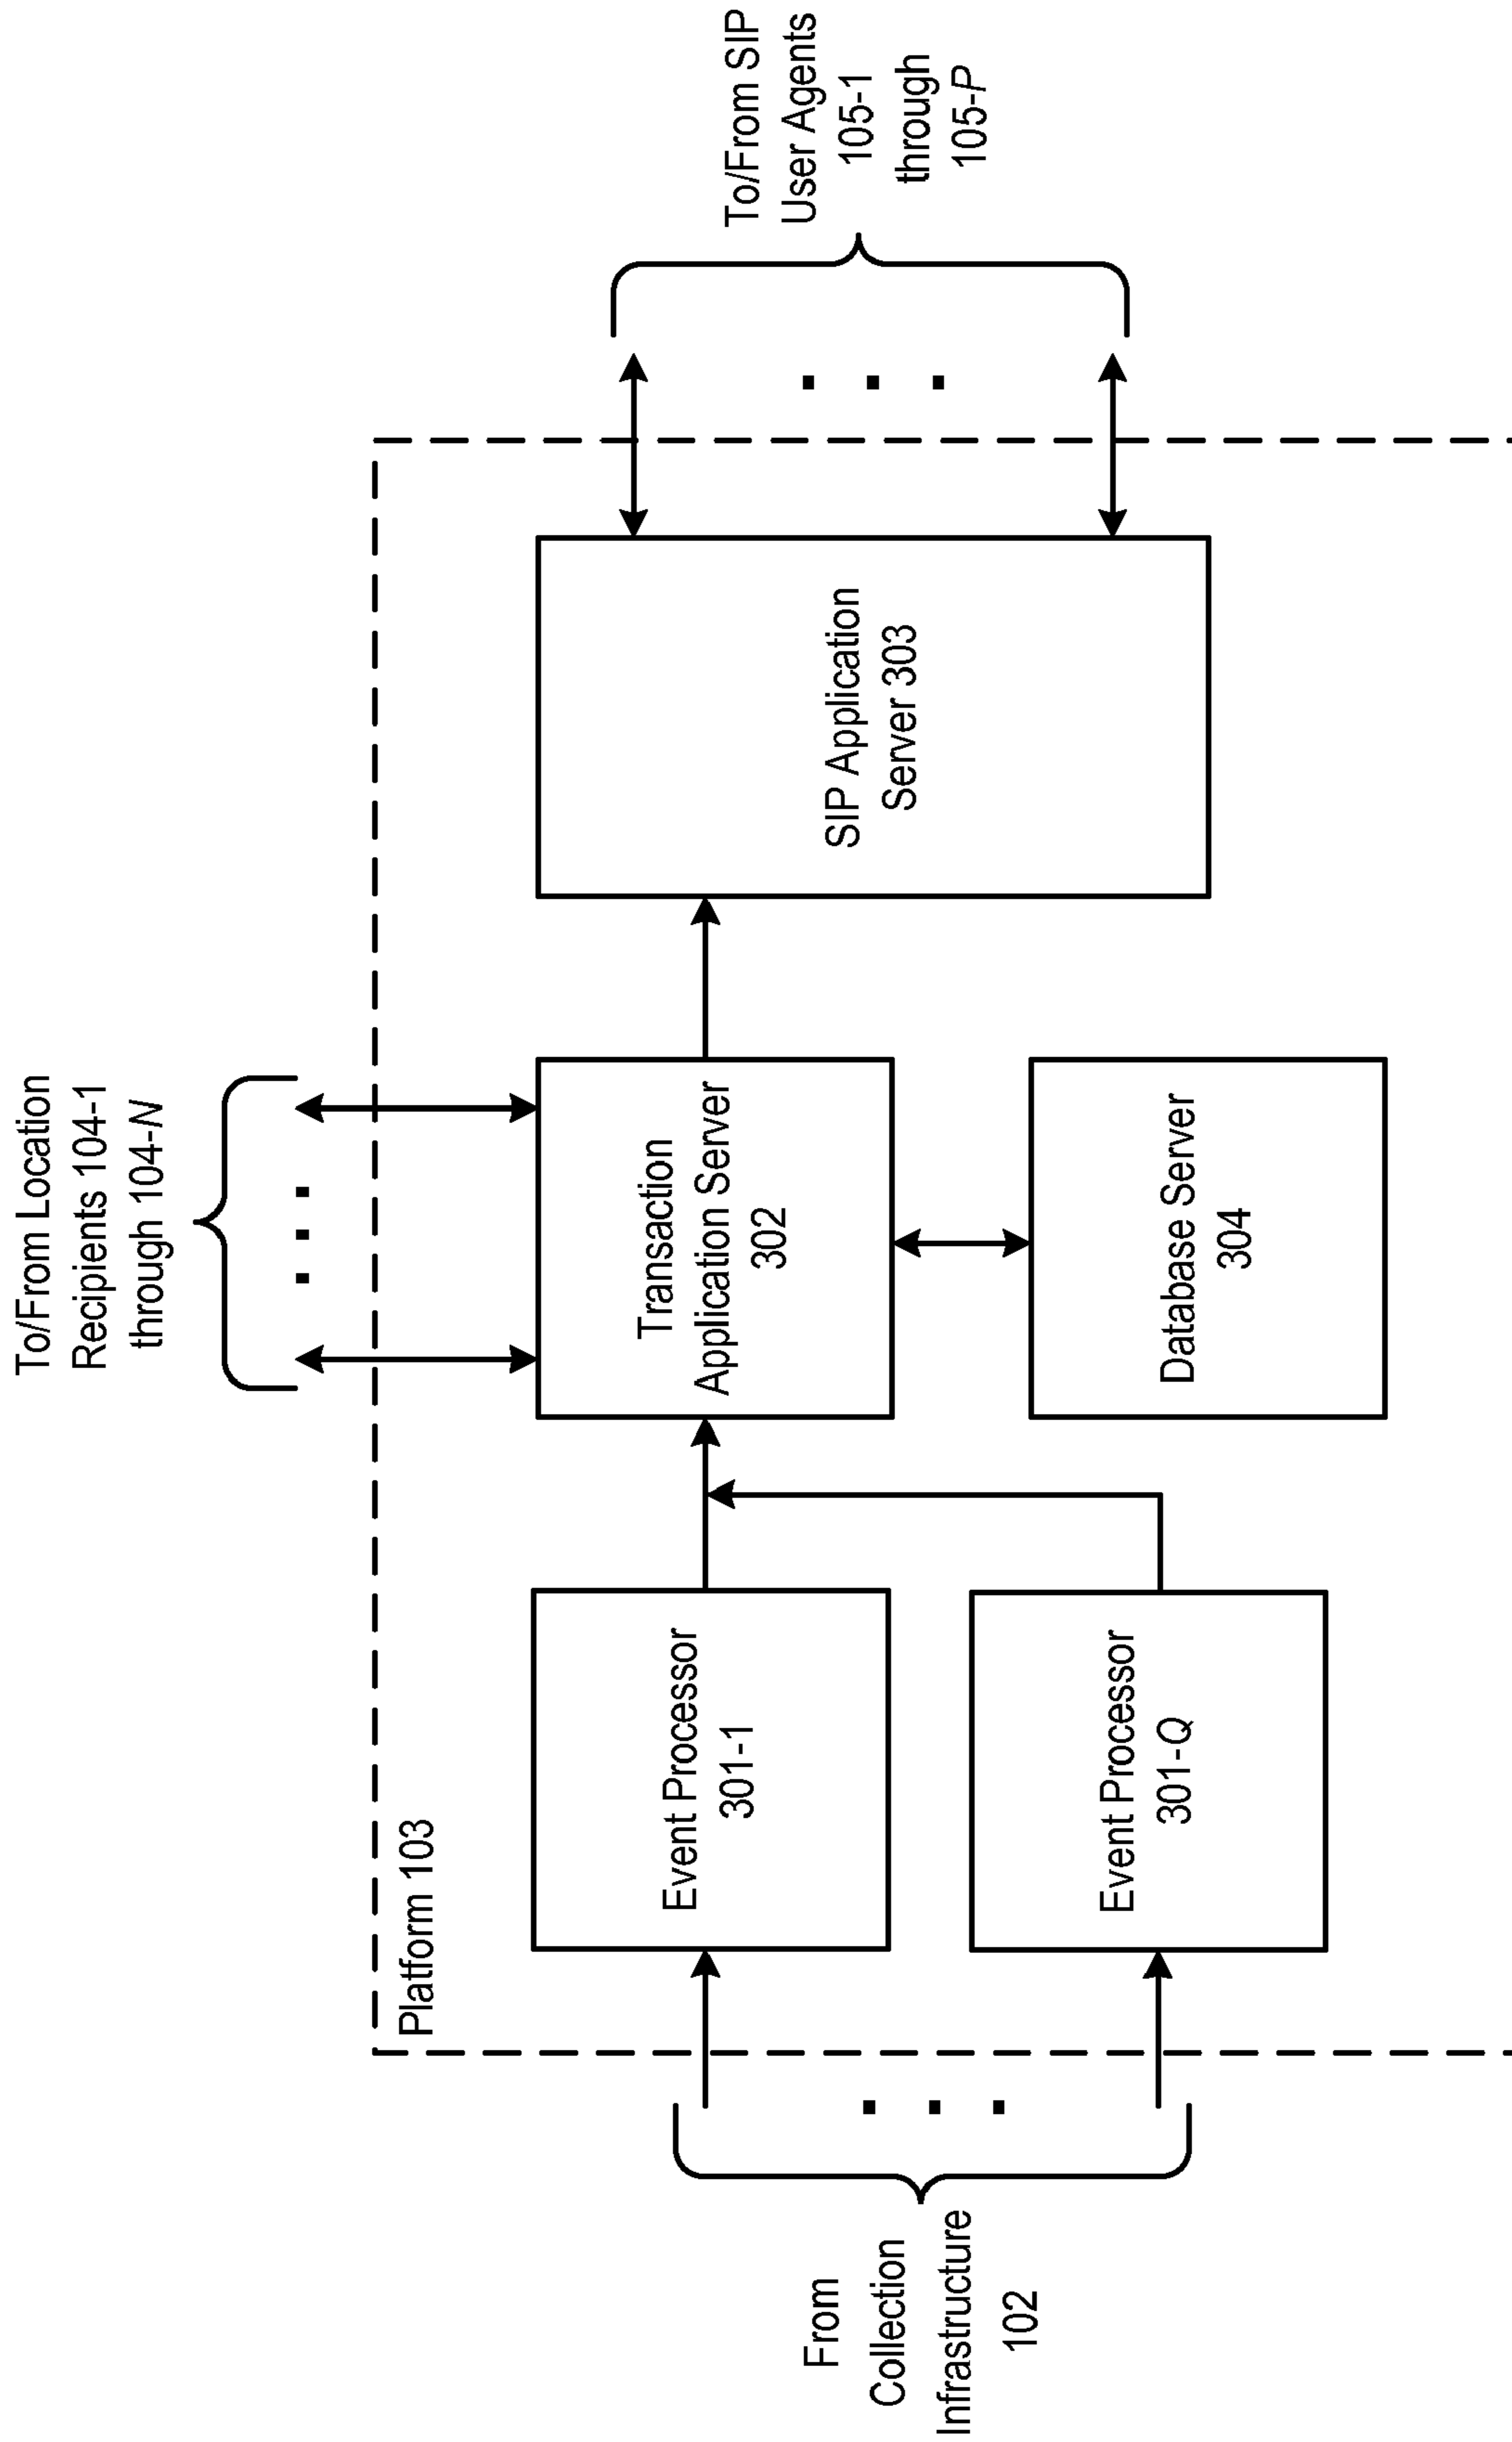 To/From Location
Recipients 104-1
through 104-N
Platform 103
From
Collection
Infrastructure
102
Event Processor
301-1
Event Processor
301-Q
Transaction
Application Server
302
Database Server
304
SIP Application
Server 303
To/From SIP
User Agents
105-1
through
105-P